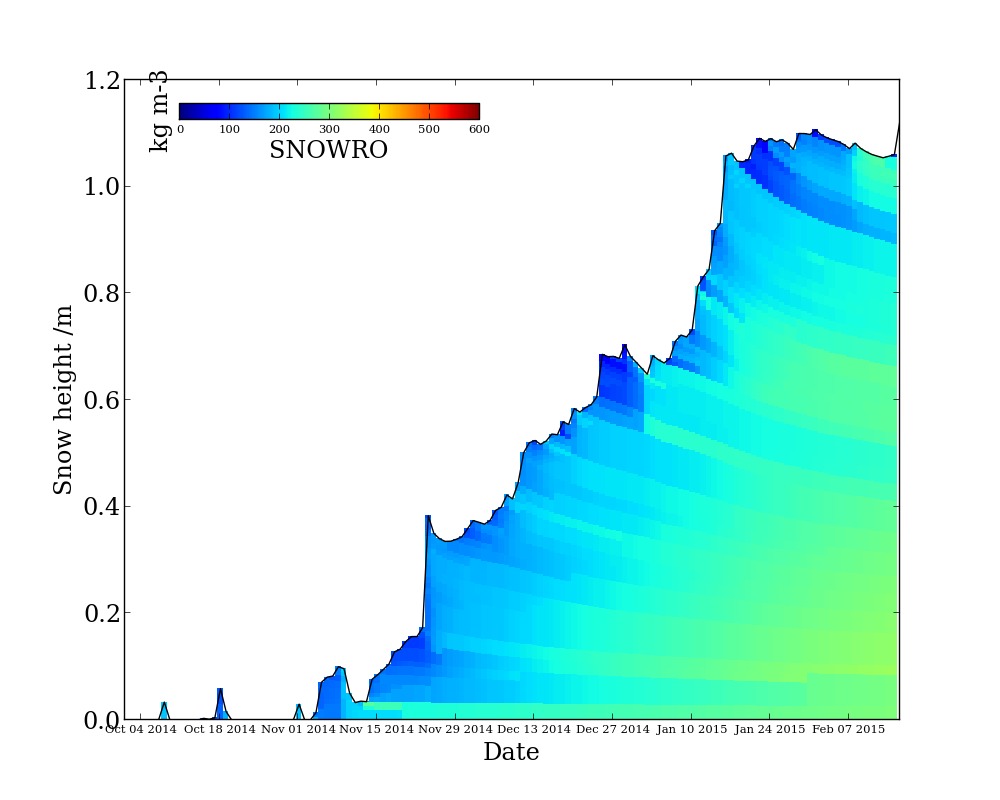 1.2
kg m-3
0 100 200 300 400 500 600
SNOWRO
1.0
0.8
Snow height /m
0.6
0.4
0.2
0.0
Oct 04 2014 Oct 18 2014 Nov 01 2014 Nov 15 2014 Nov 29 2014 Dec 13 2014 Dec 27 2014 Jan 10 2015 Jan 24 2015 Feb 07 2015
Date